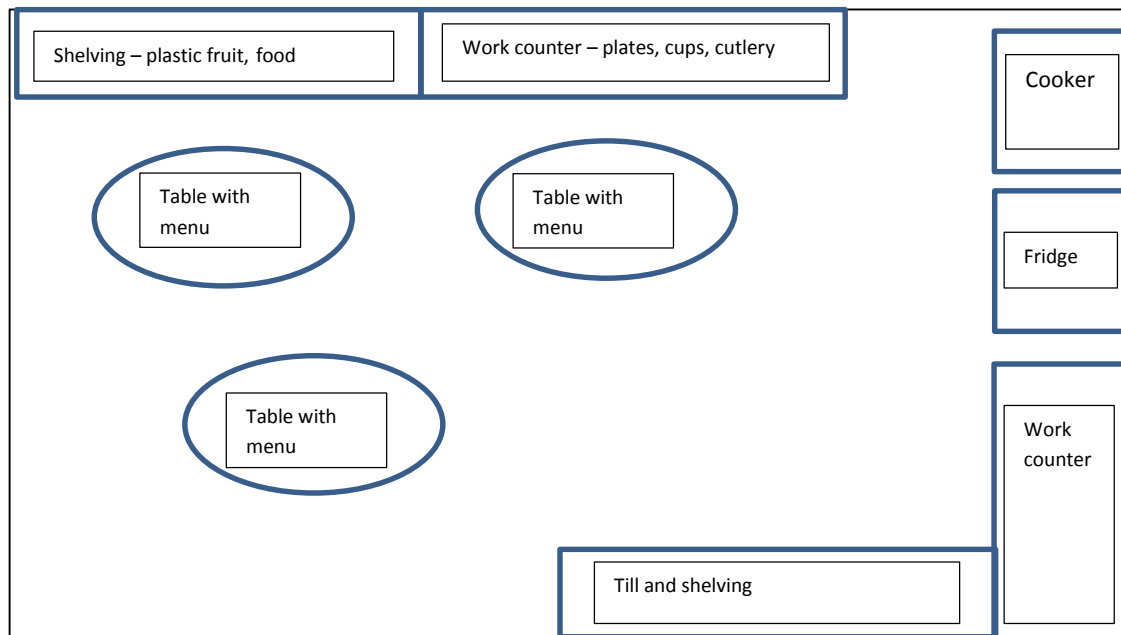 Shelving – plastic fruit, food
Work counter – plates, cups, cutlery
Cooker
Table with
menu
Table with
menu
Fridge
Table with
menu
Work
counter
Till and shelving